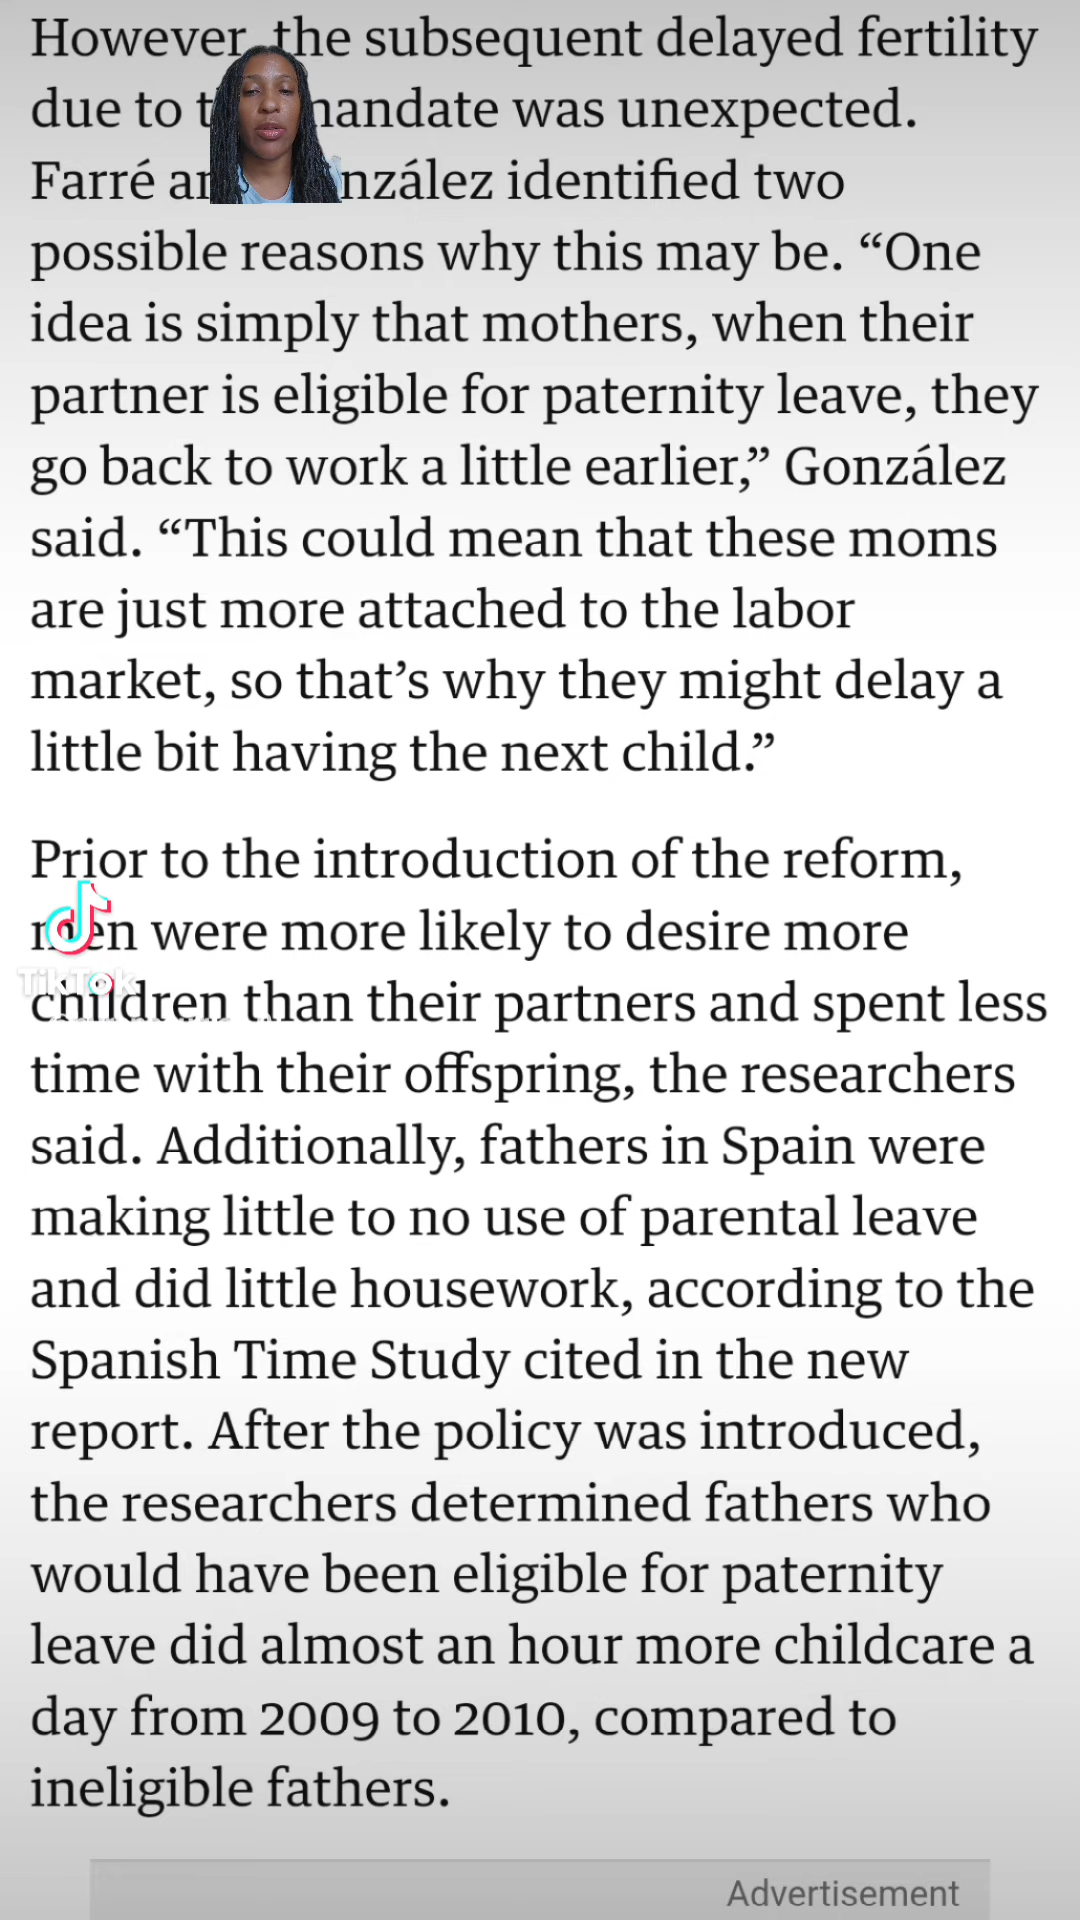 However, the subsequent delayed fertility
due to mandate was unexpected.
Farré González identified two
possible reasons why this may be. “One
idea is simply that mothers, when their
partner is eligible for paternity leave, they
go back to work a little earlier,” González
said. “This could mean that these moms
are just more attached to the labor
market, so that’s why they might delay a
little bit having the next child.”
Prior to the introduction of the reform,
men were more likely to desire more
TikTok
children than their partners and spent less
time with their offspring, the researchers
said. Additionally, fathers in Spain were
making little to no use of parental leave
and did little housework, according to the
Spanish Time Study cited in the new
report. After the policy was introduced,
the researchers determined fathers who
would have been eligible for paternity
leave did almost an hour more childcare a
day from 2009 to 2010, compared to
ineligible fathers.
Advertisement